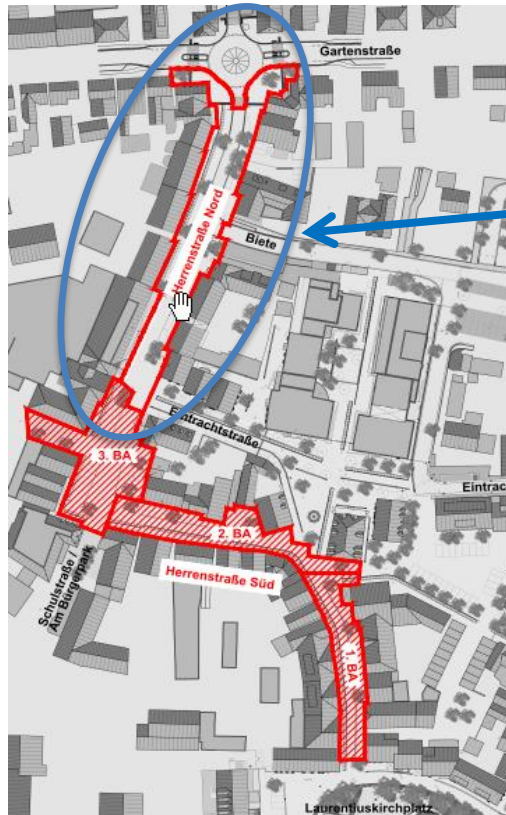 Gartenstraße
Herrenstraße Nord
Biete
Eintrachtstraße
3. BA
Eintrac
2. BA
Herrenstraße Süd
Schulstraße /
Am Bürgerpark
1. BA
Laurentiuskirchplatz